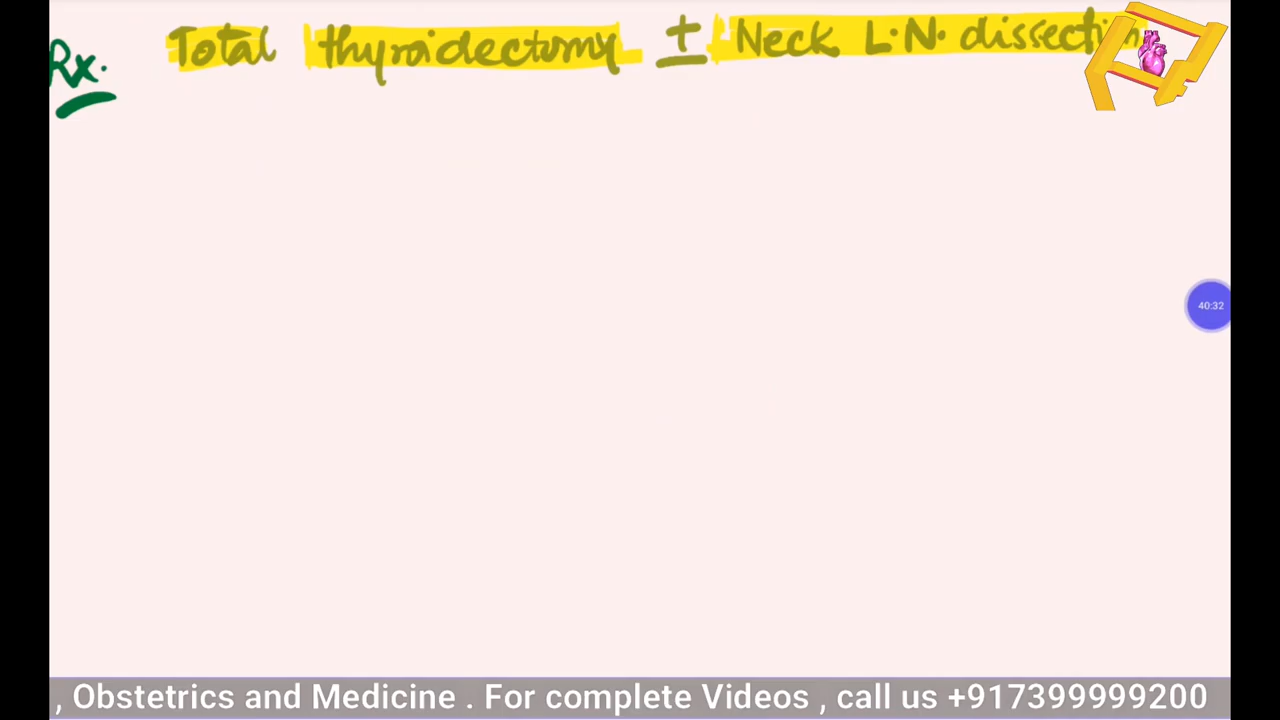 Rx. Total thyroidectomy ± Neck L.N. dissection
40:32
, Obstetrics and Medicine . For complete Videos , call us +917399999200